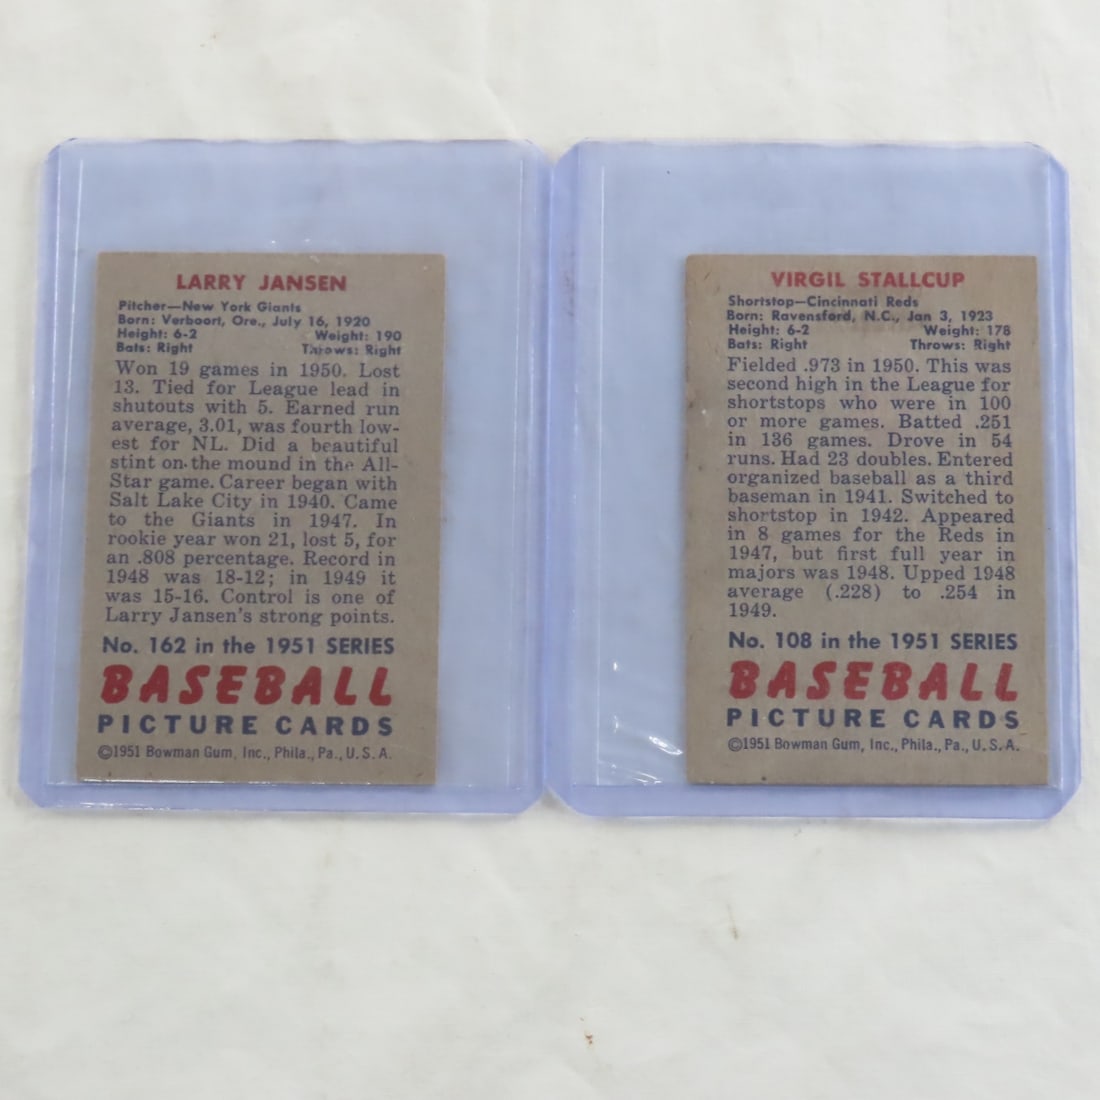 LARRY JANSEN
Pitcher—New York Giants
Born: Verboort, Ore., July 16, 1920
Height: 6-2 Weight: 190
Bats: Right Throws: Right
Won 19 games in 1950. Lost
13. Tied for League lead in
shutouts with 5. Earned run
average, 3.01, was fourth low-
est for NL. Did a beautiful
stint on the mound in the All-
Star game. Career began with
Salt Lake City in 1940. Came
to the Giants in 1947. In
rookie year won 21, lost 5, for
an .808 percentage. Record in
1948 was 18-12; in 1949 it
was 15-16. Control is one of
Larry Jansen's strong points.
No. 162 in the 1951 SERIES
BASEBALL
PICTURE CARDS
©1951 Bowman Gum, Inc., Phila., Pa., U.S.A.
VIRGIL STALLCUP
Shortstop—Cincinnati Reds
Born: Ravensford, N.C., Jan 3, 1923
Height: 6-2 Weight: 178
Bats: Right Throws: Right
Fielded .973 in 1950. This was
second high in the League for
shortstops who were in 100
or more games. Batted .251
in 136 games. Drove in 54
runs. Had 23 doubles. Entered
organized baseball as a third
baseman in 1941. Switched to
shortstop in 1942. Appeared
in 8 games for the Reds in
1947, but first full year in
majors was 1948. Upped 1948
average (.228) to .254 in
1949.
No. 108 in the 1951 SERIES
BASEBALL
PICTURE CARDS
©1951 Bowman Gum, Inc., Phila., Pa., U.S.A.